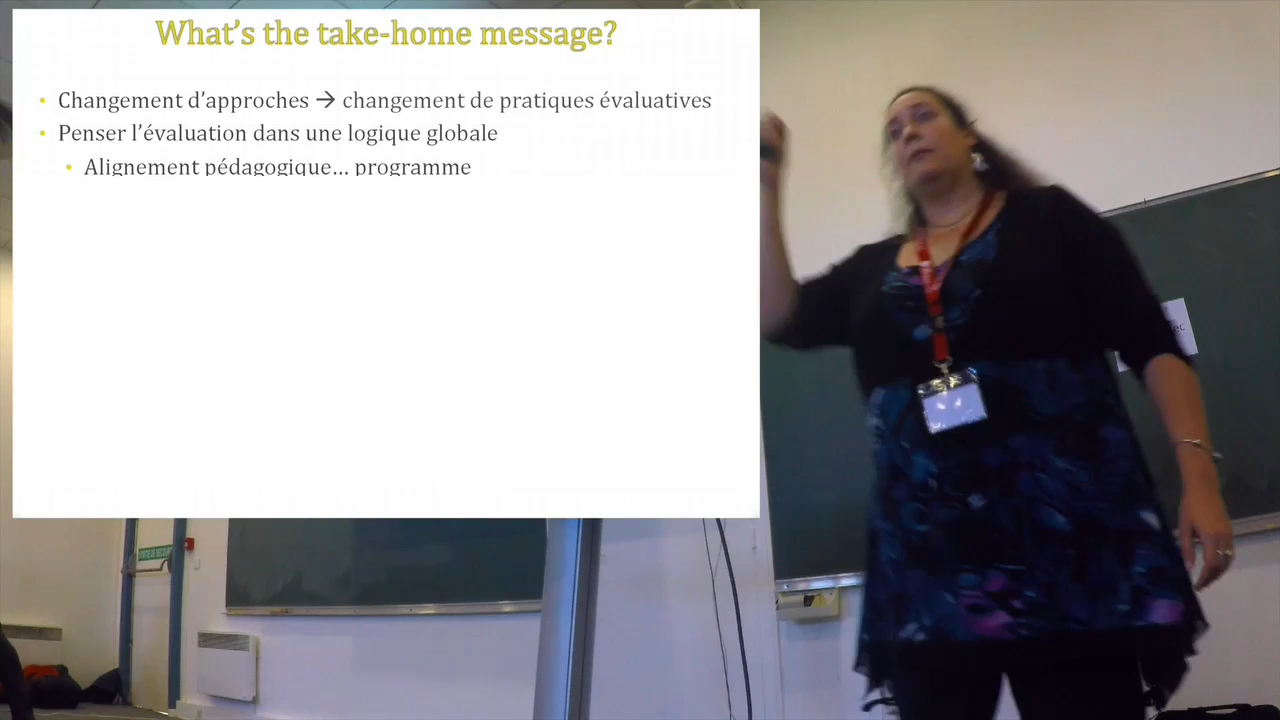 What's the take-home message?
• Changement d'approches → changement de pratiques évaluatives
• Penser l'évaluation dans une logique globale
• Alignement pédagogique... programme